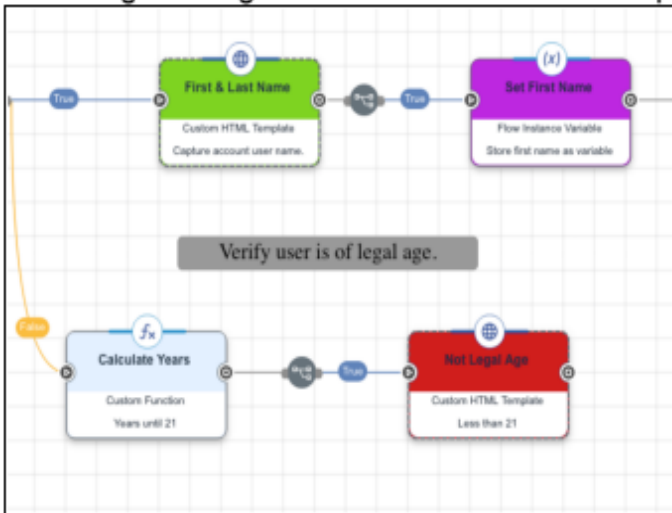 True
First & Last Name
Custom HTML Template
Capture account user name.
True
(x)
Set First Name
Flow Instance Variable
Store first name as variable
Verify user is of legal age.
False
fx
Calculate Years
Custom Function
Years until 21
True
Not Legal Age
Custom HTML Template
Less than 21